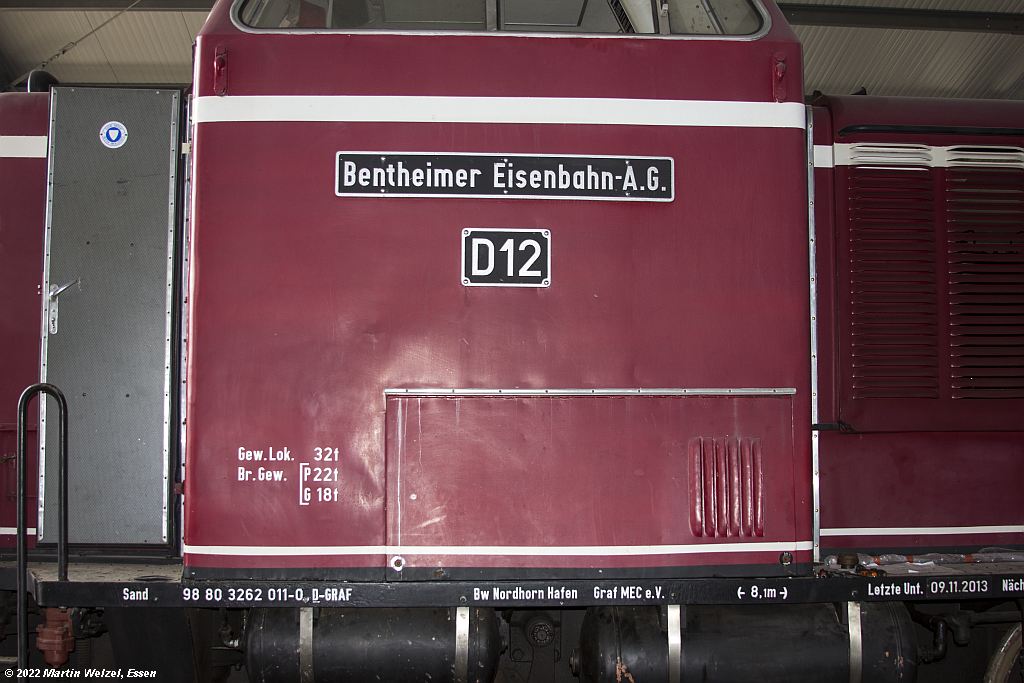 Bentheimer Eisenbahn-A.G.
D12
Gew.Lok. 32t
Br.Gew. P 22t
G 18t
Sand 98 80 3262 011-0 D-GRAF Bw Nordhorn Hafen Graf MEC e.V. (- 8,1m -) Letzte Unt. 09.11.2013 Näch
© 2022 Martin Welzel, Essen